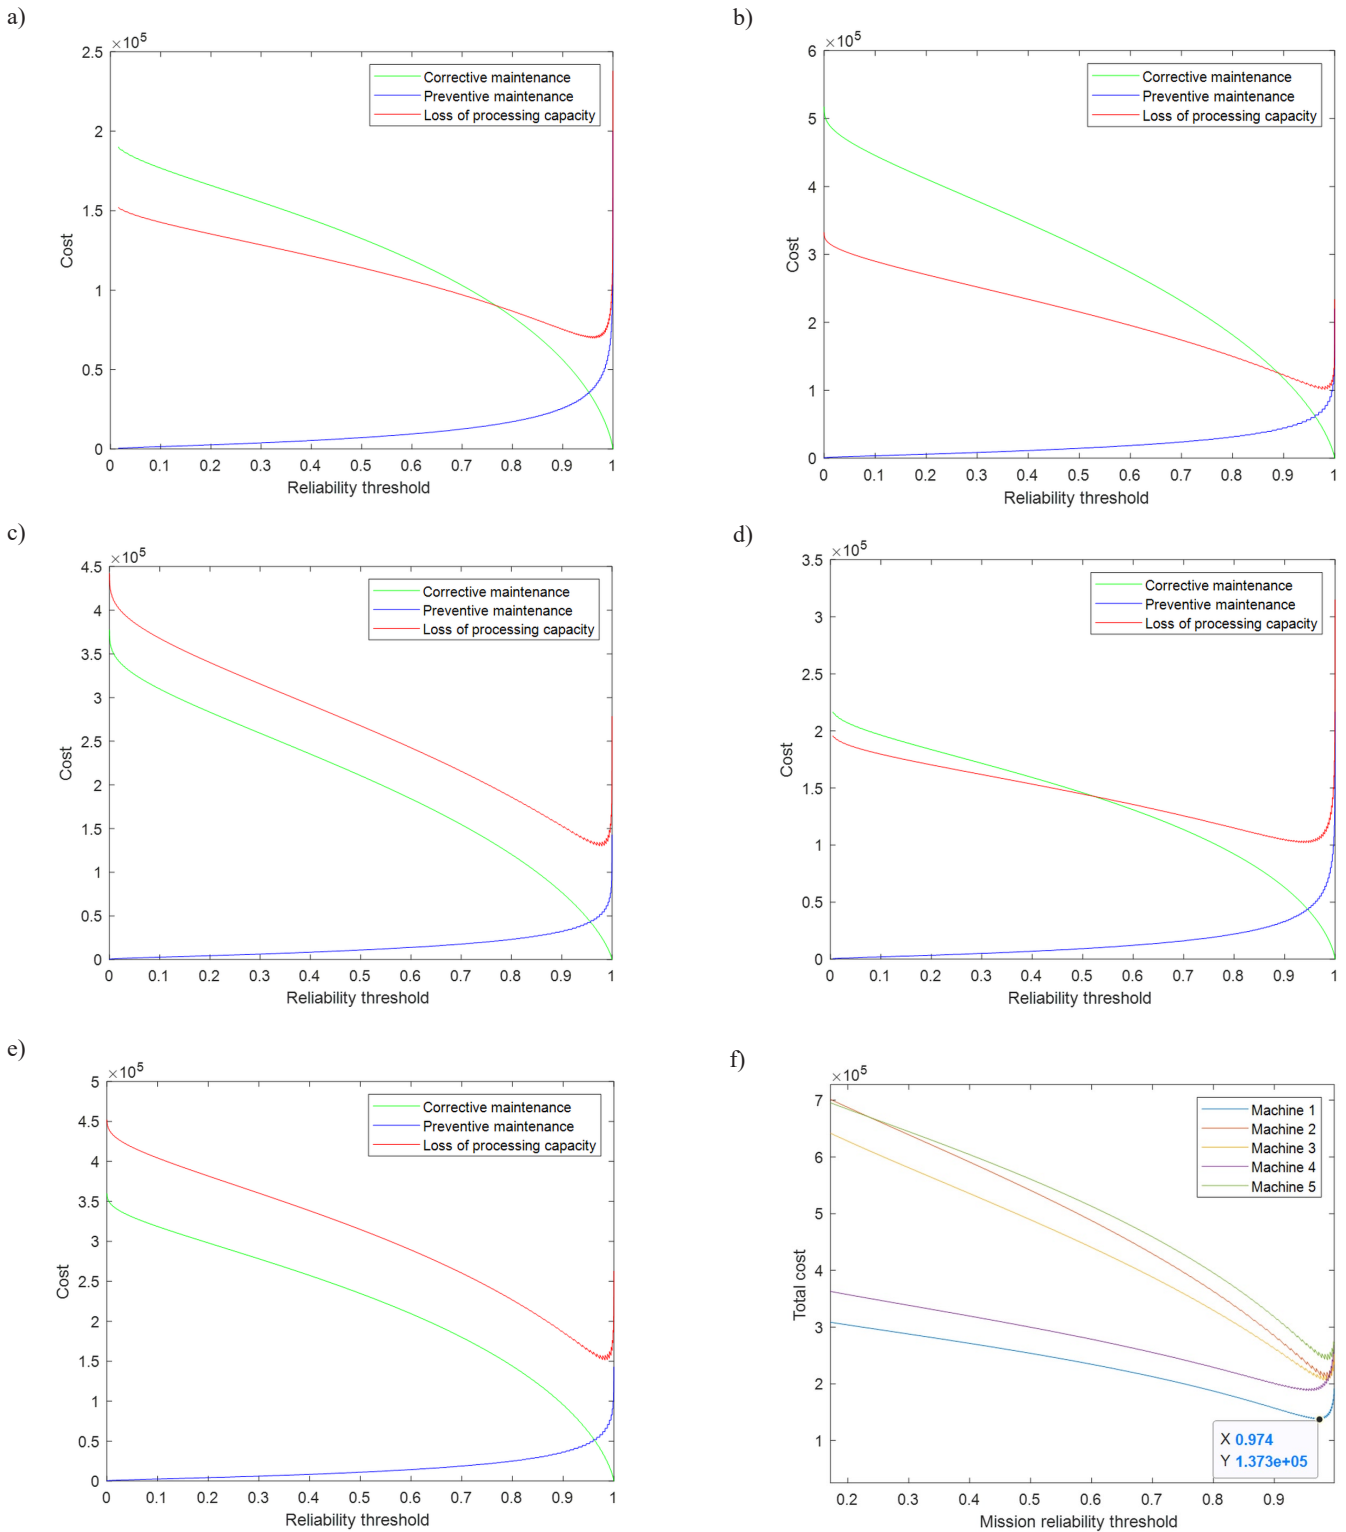 a)
×10⁵
2.5
2
1.5
1
0.5
0
Cost
Corrective maintenance
Preventive maintenance
Loss of processing capacity
0 0.1 0.2 0.3 0.4 0.5 0.6 0.7 0.8 0.9 1
Reliability threshold
b)
×10⁵
6
5
4
3
2
1
0
Cost
Corrective maintenance
Preventive maintenance
Loss of processing capacity
0 0.1 0.2 0.3 0.4 0.5 0.6 0.7 0.8 0.9 1
Reliability threshold
c)
×10⁵
4.5
4
3.5
3
2.5
2
1.5
1
0.5
0
Cost
Corrective maintenance
Preventive maintenance
Loss of processing capacity
0 0.1 0.2 0.3 0.4 0.5 0.6 0.7 0.8 0.9 1
Reliability threshold
d)
×10⁵
3.5
3
2.5
2
1.5
1
0.5
0
Cost
Corrective maintenance
Preventive maintenance
Loss of processing capacity
0 0.1 0.2 0.3 0.4 0.5 0.6 0.7 0.8 0.9 1
Reliability threshold
e)
×10⁵
5
4.5
4
3.5
3
2.5
2
1.5
1
0.5
0
Cost
Corrective maintenance
Preventive maintenance
Loss of processing capacity
0 0.1 0.2 0.3 0.4 0.5 0.6 0.7 0.8 0.9 1
Reliability threshold
f)
×10⁵
7
6
5
4
3
2
1
Total cost
Machine 1
Machine 2
Machine 3
Machine 4
Machine 5
X 0.974
Y 1.373e+05
0.2 0.3 0.4 0.5 0.6 0.7 0.8 0.9
Mission reliability threshold